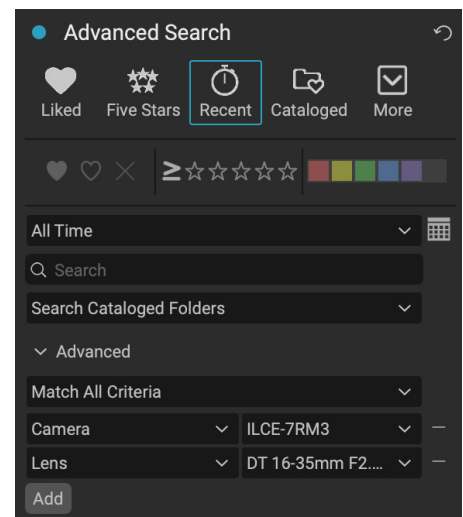 Advanced Search
Liked Five Stars Recent Cataloged More
≥
All Time
Search
Search Cataloged Folders
Advanced
Match All Criteria
Camera ILCE-7RM3
Lens DT 16-35mm F2....
Add